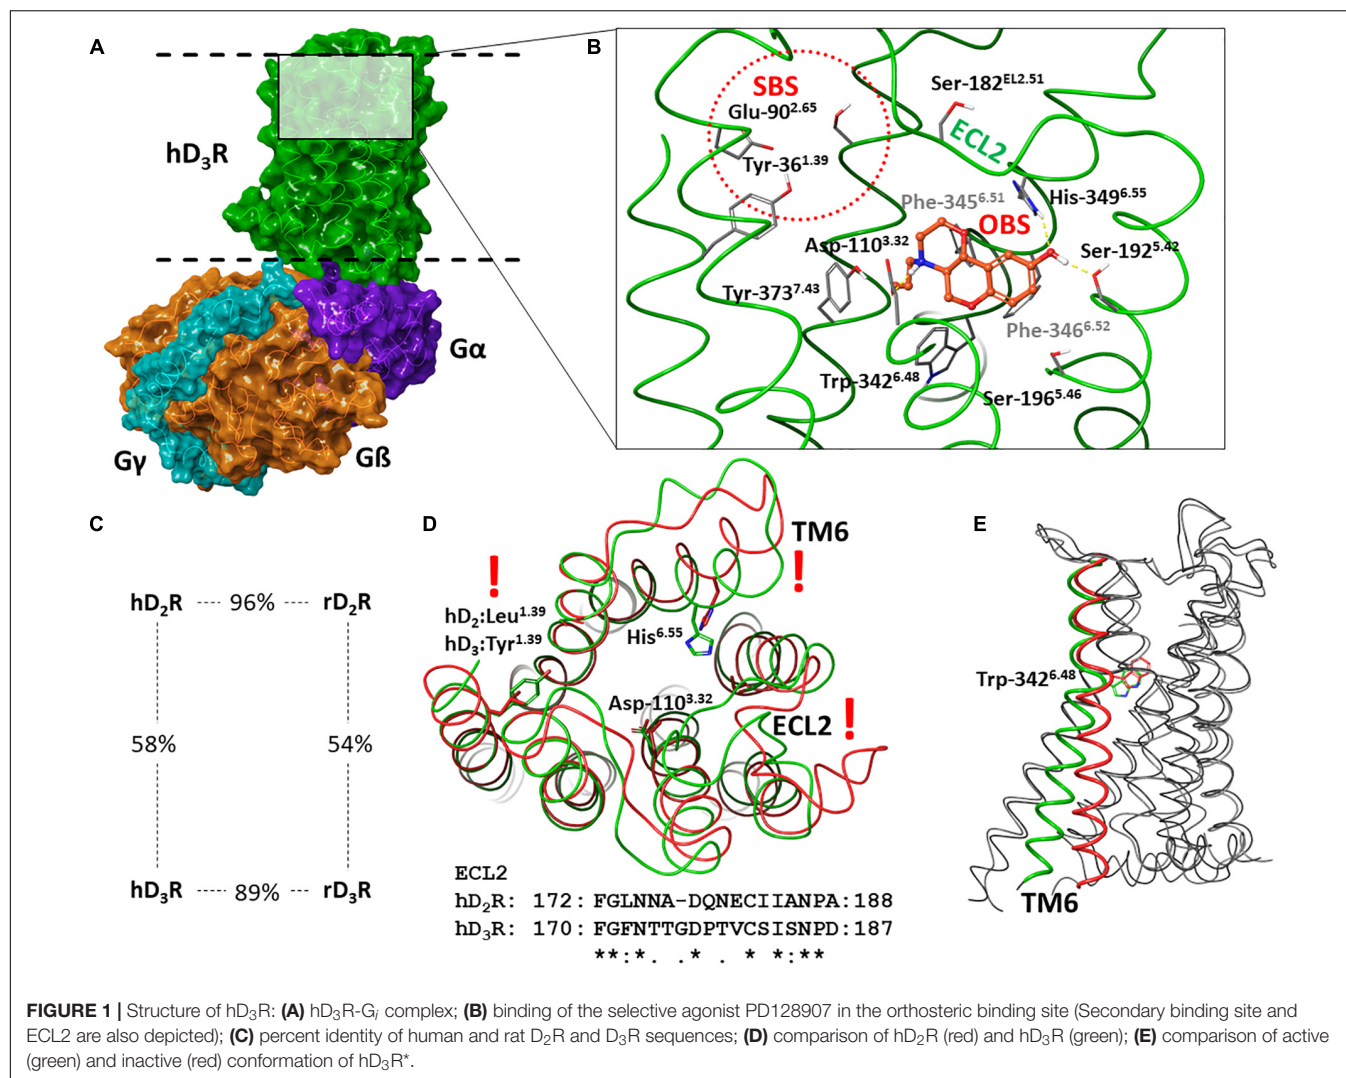 A
hD₃R
Gα
Gγ
Gß
B
SBS
Glu-90²·⁶⁵
Tyr-36¹·³⁹
Ser-182ᴱᴸ²·⁵¹
ECL2
Phe-345⁶·⁵¹
His-349⁶·⁵⁵
OBS
Asp-110³·³²
Ser-192⁵·⁴²
Tyr-373⁷·⁴³
Phe-346⁶·⁵²
Trp-342⁶·⁴⁸
Ser-196⁵·⁴⁶
C
hD₂R ---- 96% --- rD₂R
58% 54%
hD₃R ---- 89% --- rD₃R
D
!
TM6
!
hD₂:Leu¹·³⁹
hD₃:Tyr¹·³⁹
His⁶·⁵⁵
Asp-110³·³²
ECL2 !
ECL2
hD₂R: 172: FGLNNA-DQNECIIANPA:188
hD₃R: 170: FGFNTTGDPTVCSISNPD:187
**:*. .* . * *:**
E
Trp-342⁶·⁴⁸
TM6
FIGURE 1 | Structure of hD₃R: (A) hD₃R-Gᵢ complex; (B) binding of the selective agonist PD128907 in the orthosteric binding site (Secondary binding site and
ECL2 are also depicted); (C) percent identity of human and rat D₂R and D₃R sequences; (D) comparison of hD₂R (red) and hD₃R (green); (E) comparison of active
(green) and inactive (red) conformation of hD₃R*.